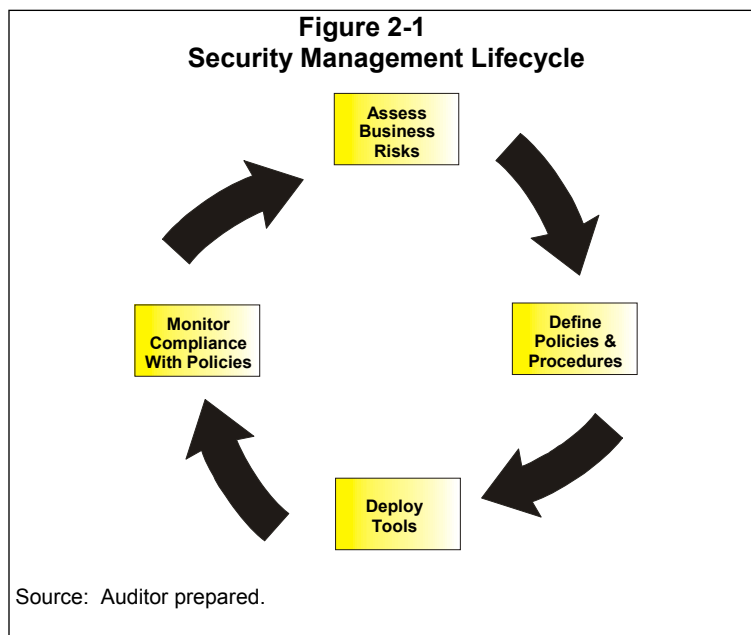 Figure 2-1
Security Management Lifecycle
Assess
Business
Risks
Define
Policies &
Procedures
Deploy
Tools
Monitor
Compliance
With Policies
Source:  Auditor prepared.